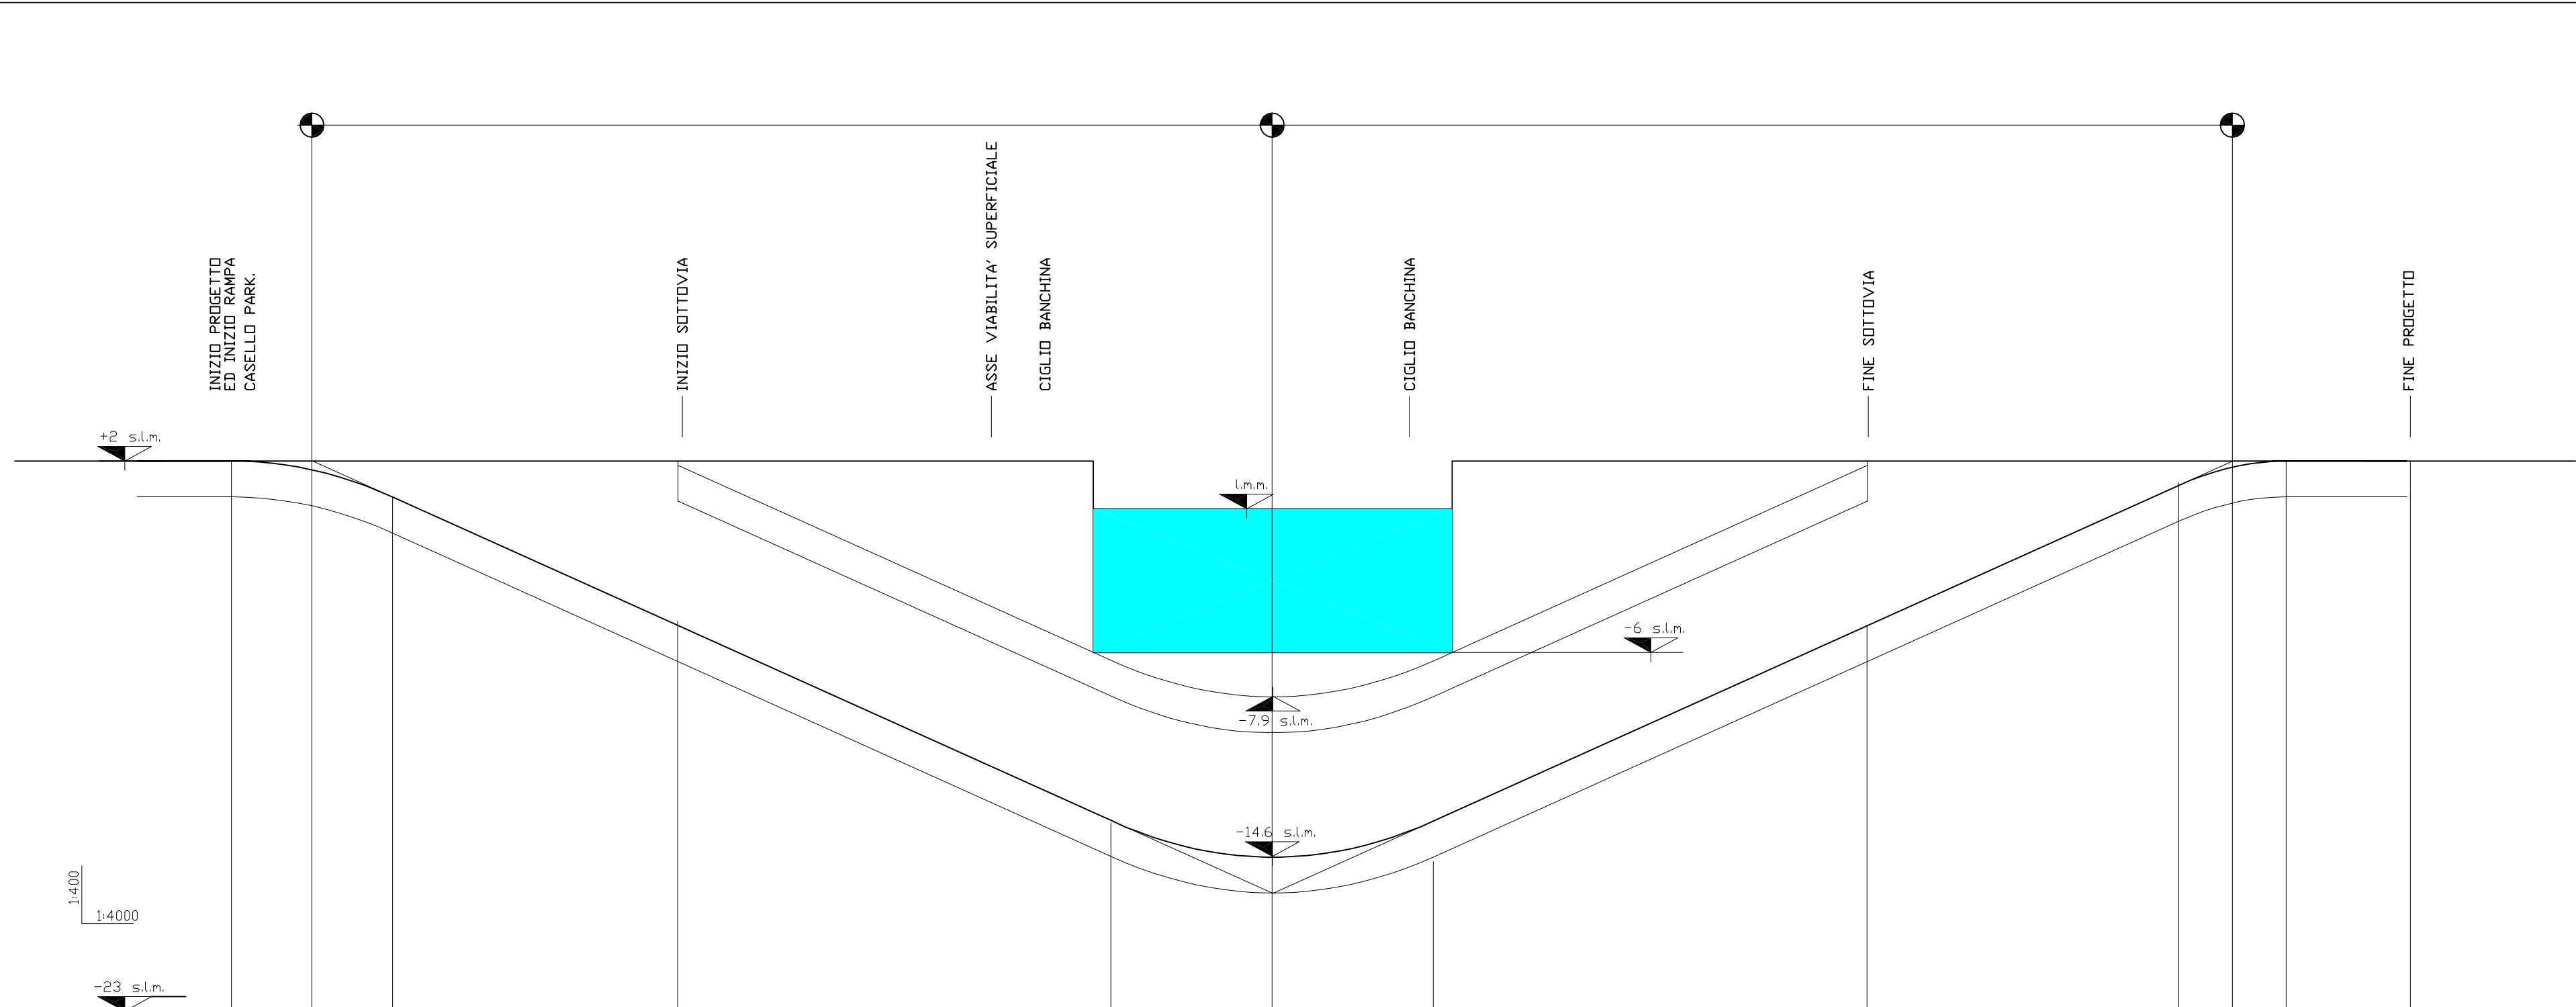 INIZIO PROGETTO
ED INIZIO RAMPA
CASELLO PARK.
INIZIO SOTTOVIA
ASSE VIABILITA' SUPERFICIALE
CIGLIO BANCHINA
CIGLIO BANCHINA
FINE SOTTOVIA
FINE PROGETTO
+2 s.l.m.
l.m.m.
-6 s.l.m.
-7.9 s.l.m.
-14.6 s.l.m.
1:400
1:4000
-23 s.l.m.